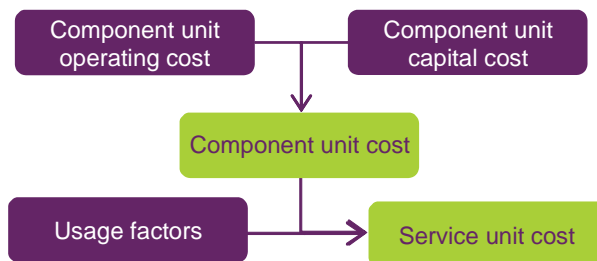 Component unit
operating cost
Component unit
capital cost
Component unit cost
Usage factors
Service unit cost